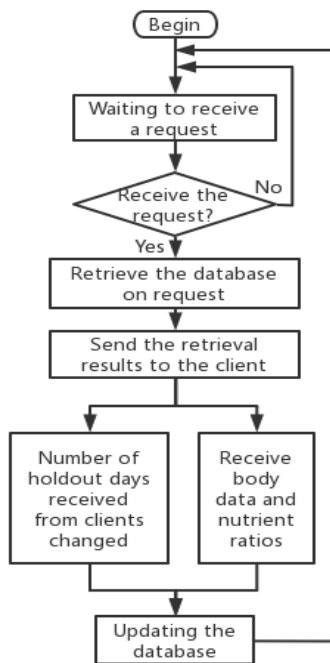 Begin
Waiting to receive
a request
Receive the
request?
No
Yes
Retrieve the database
on request
Send the retrieval
results to the client
Number of
holdout days
received
from clients
changed
Receive
body
data and
nutrient
ratios
Updating the
database